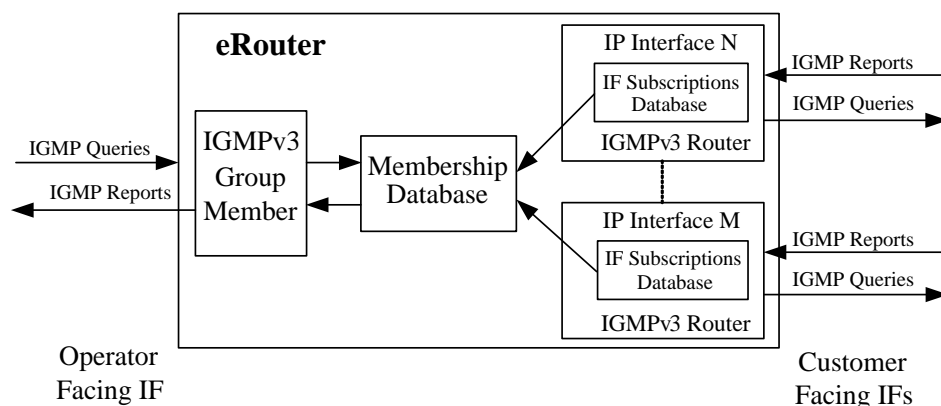 eRouter
IGMP Queries
IGMP Reports
IGMPv3
Group
Member
Membership
Database
IP Interface N
IF Subscriptions
Database
IGMPv3 Router
IP Interface M
IF Subscriptions
Database
IGMPv3 Router
IGMP Reports
IGMP Queries
IGMP Reports
IGMP Queries
Operator
Facing IF
Customer
Facing IFs